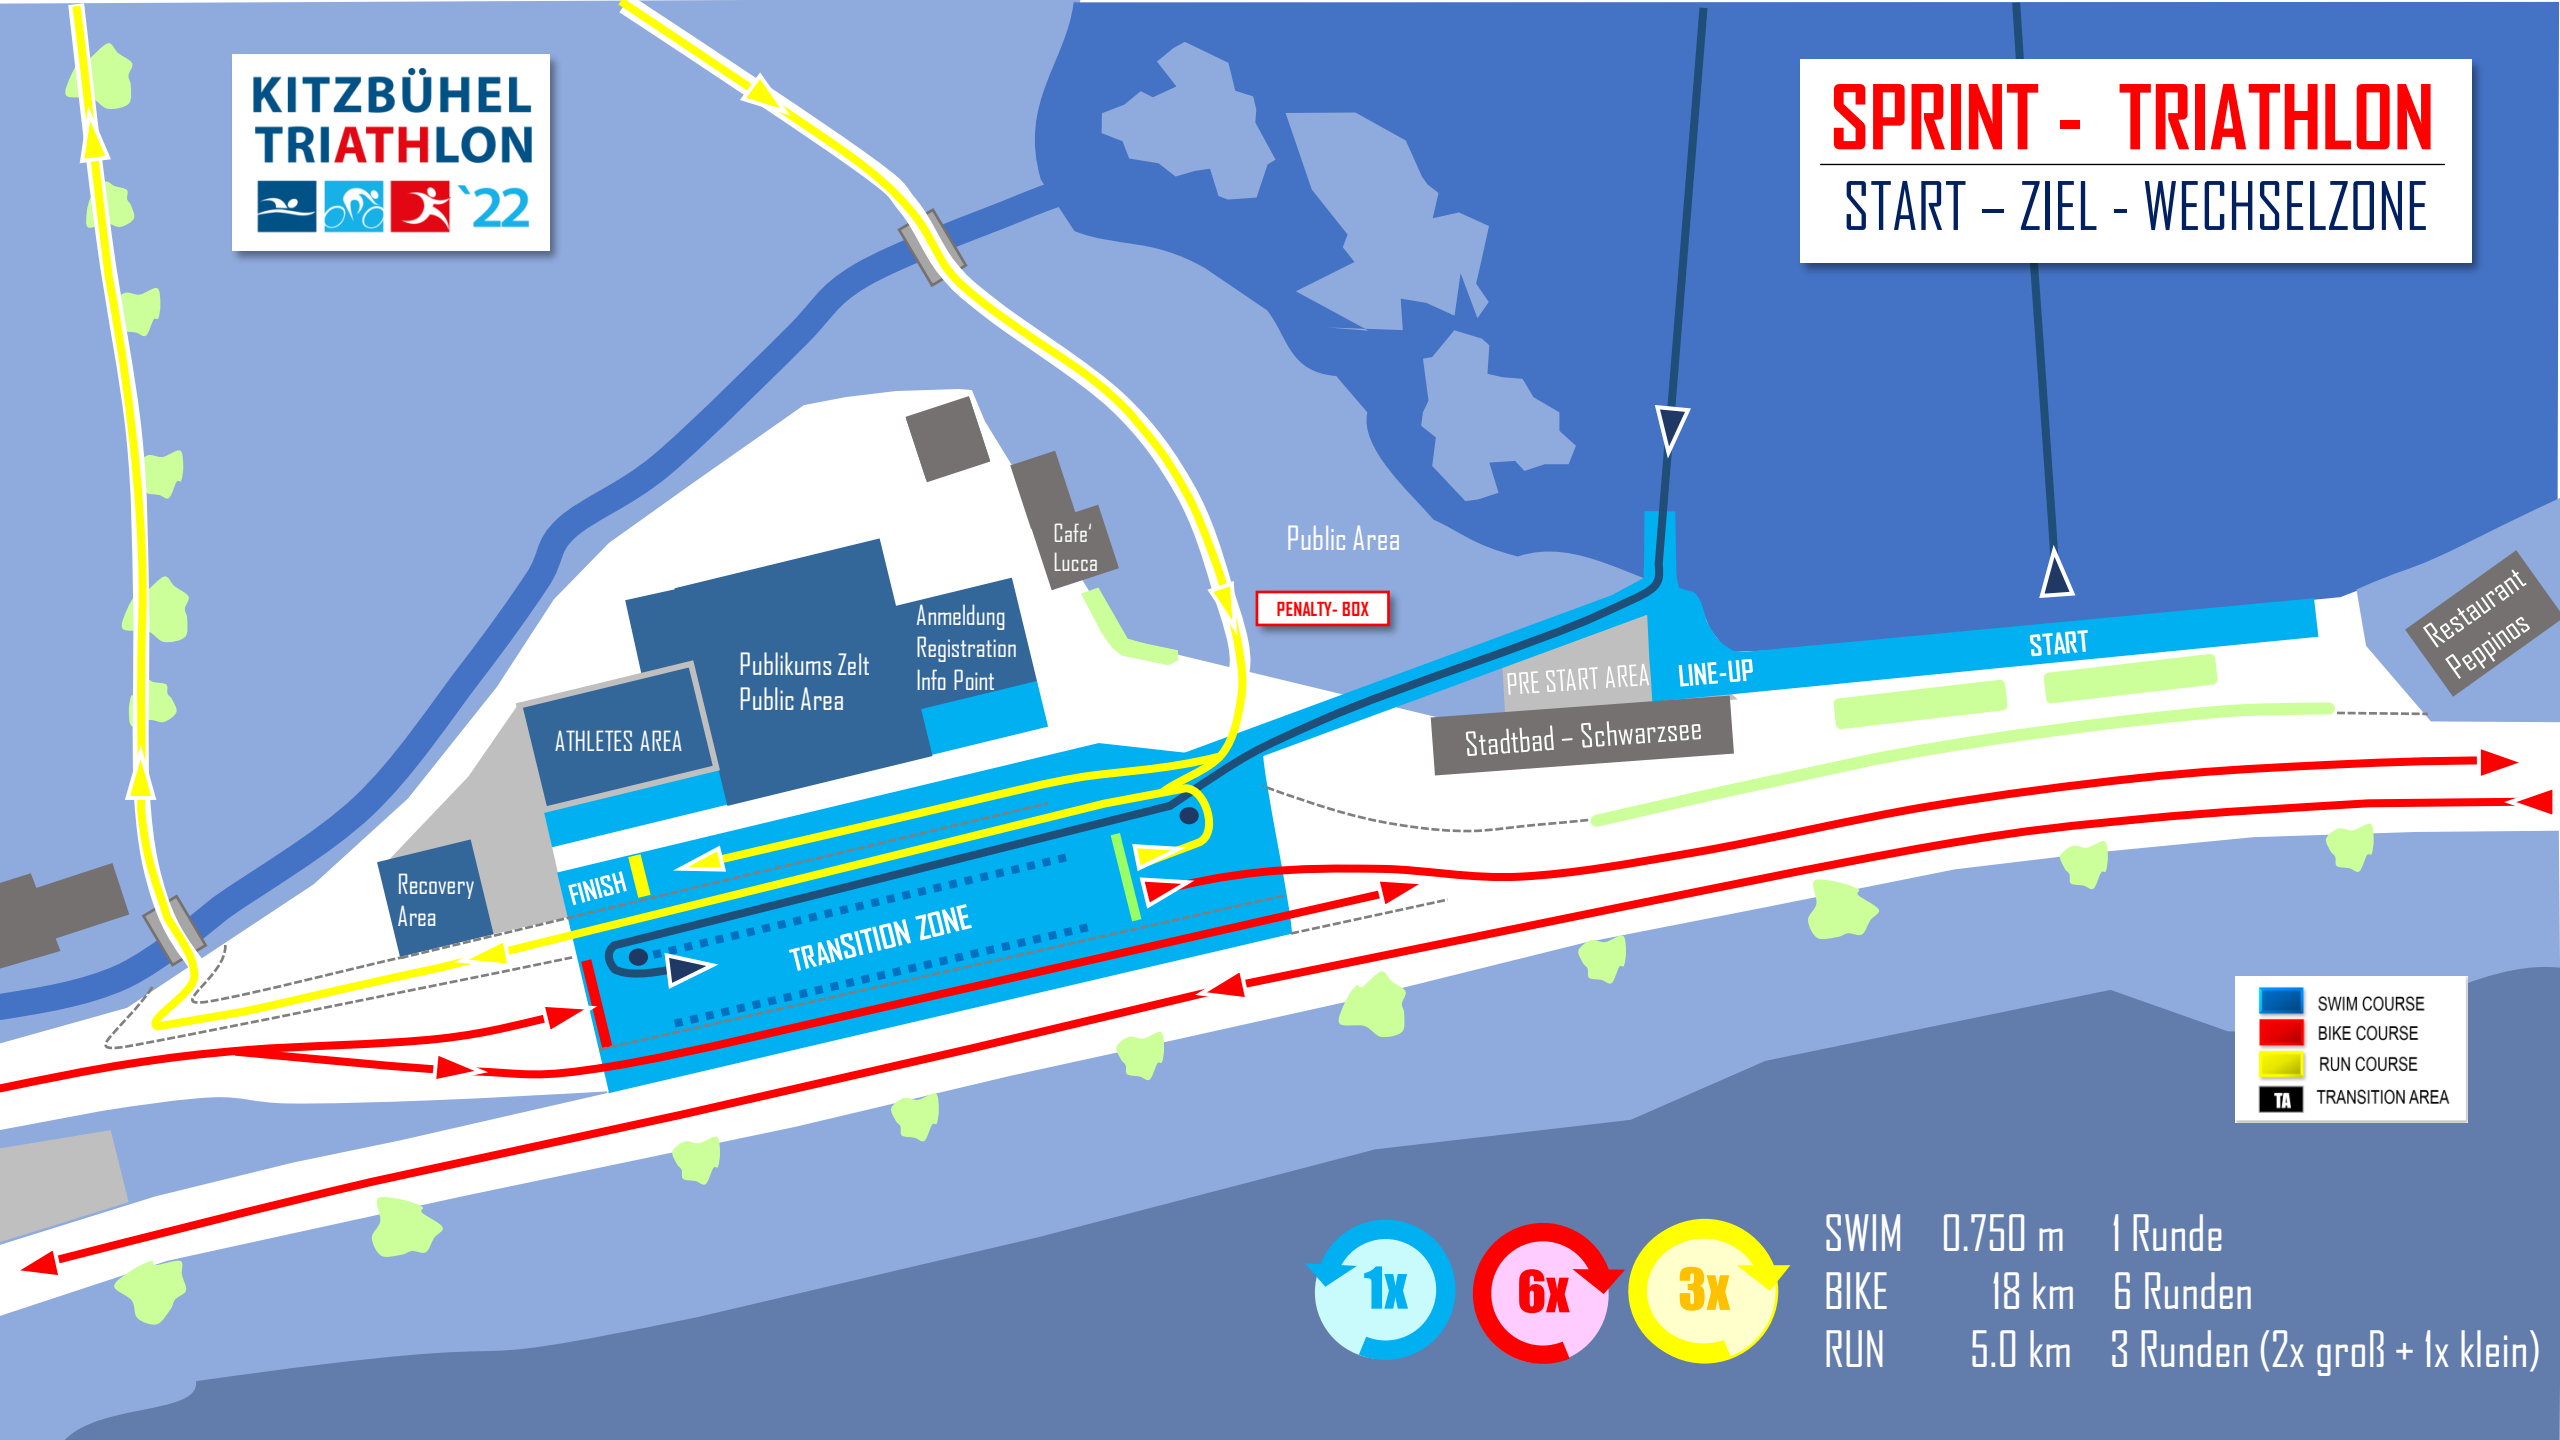 KITZBÜHEL
TRIATHLON
`22
SPRINT - TRIATHLON
START – ZIEL - WECHSELZONE
Cafe'
Lucca
Public Area
PENALTY- BOX
Anmeldung
Registration
Info Point
Publikums Zelt
Public Area
ATHLETES AREA
Recovery
Area
FINISH
TRANSITION ZONE
PRE START AREA
LINE-UP
START
Stadtbad – Schwarzsee
Restaurant
Peppinos
SWIM COURSE
BIKE COURSE
RUN COURSE
TA TRANSITION AREA
1x
6x
3x
SWIM 0.750 m 1 Runde
BIKE 18 km 6 Runden
RUN 5.0 km 3 Runden (2x groß + 1x klein)